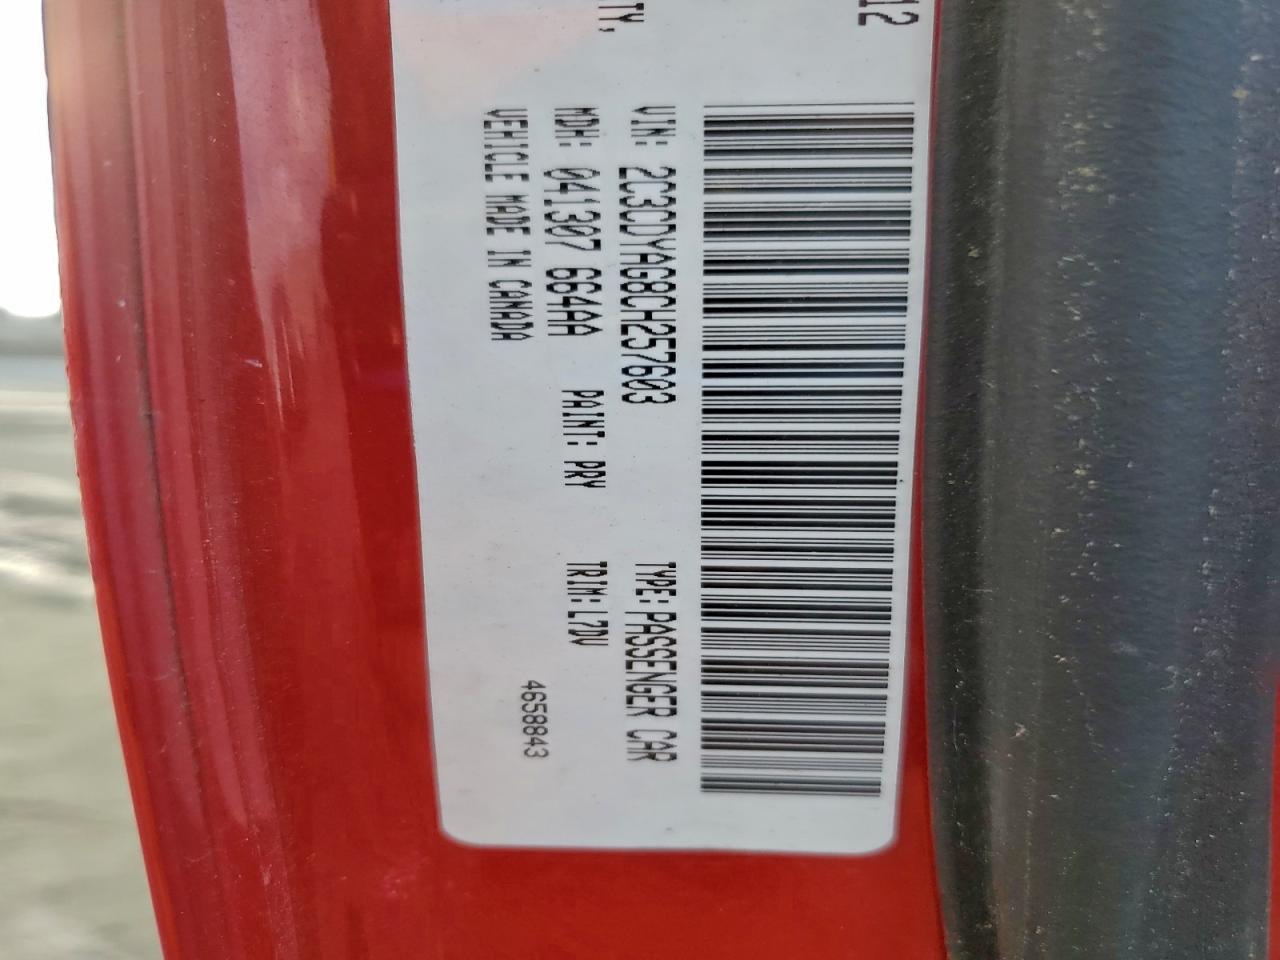 TY,
12
VIN: 2C3CDYAG8CH257603 TYPE: PASSENGER CAR
MDH: 041307 664AA PAINT: PRY TRIM: L7DV
VEHICLE MADE IN CANADA
4658843